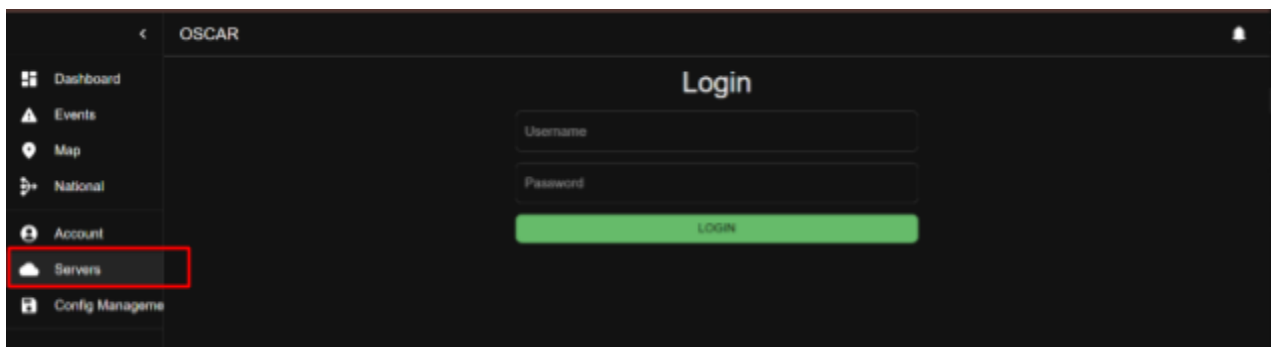 OSCAR
Dashboard
Events
Map
National
Account
Servers
Config Manageme
Login
Username
Password
LOGIN